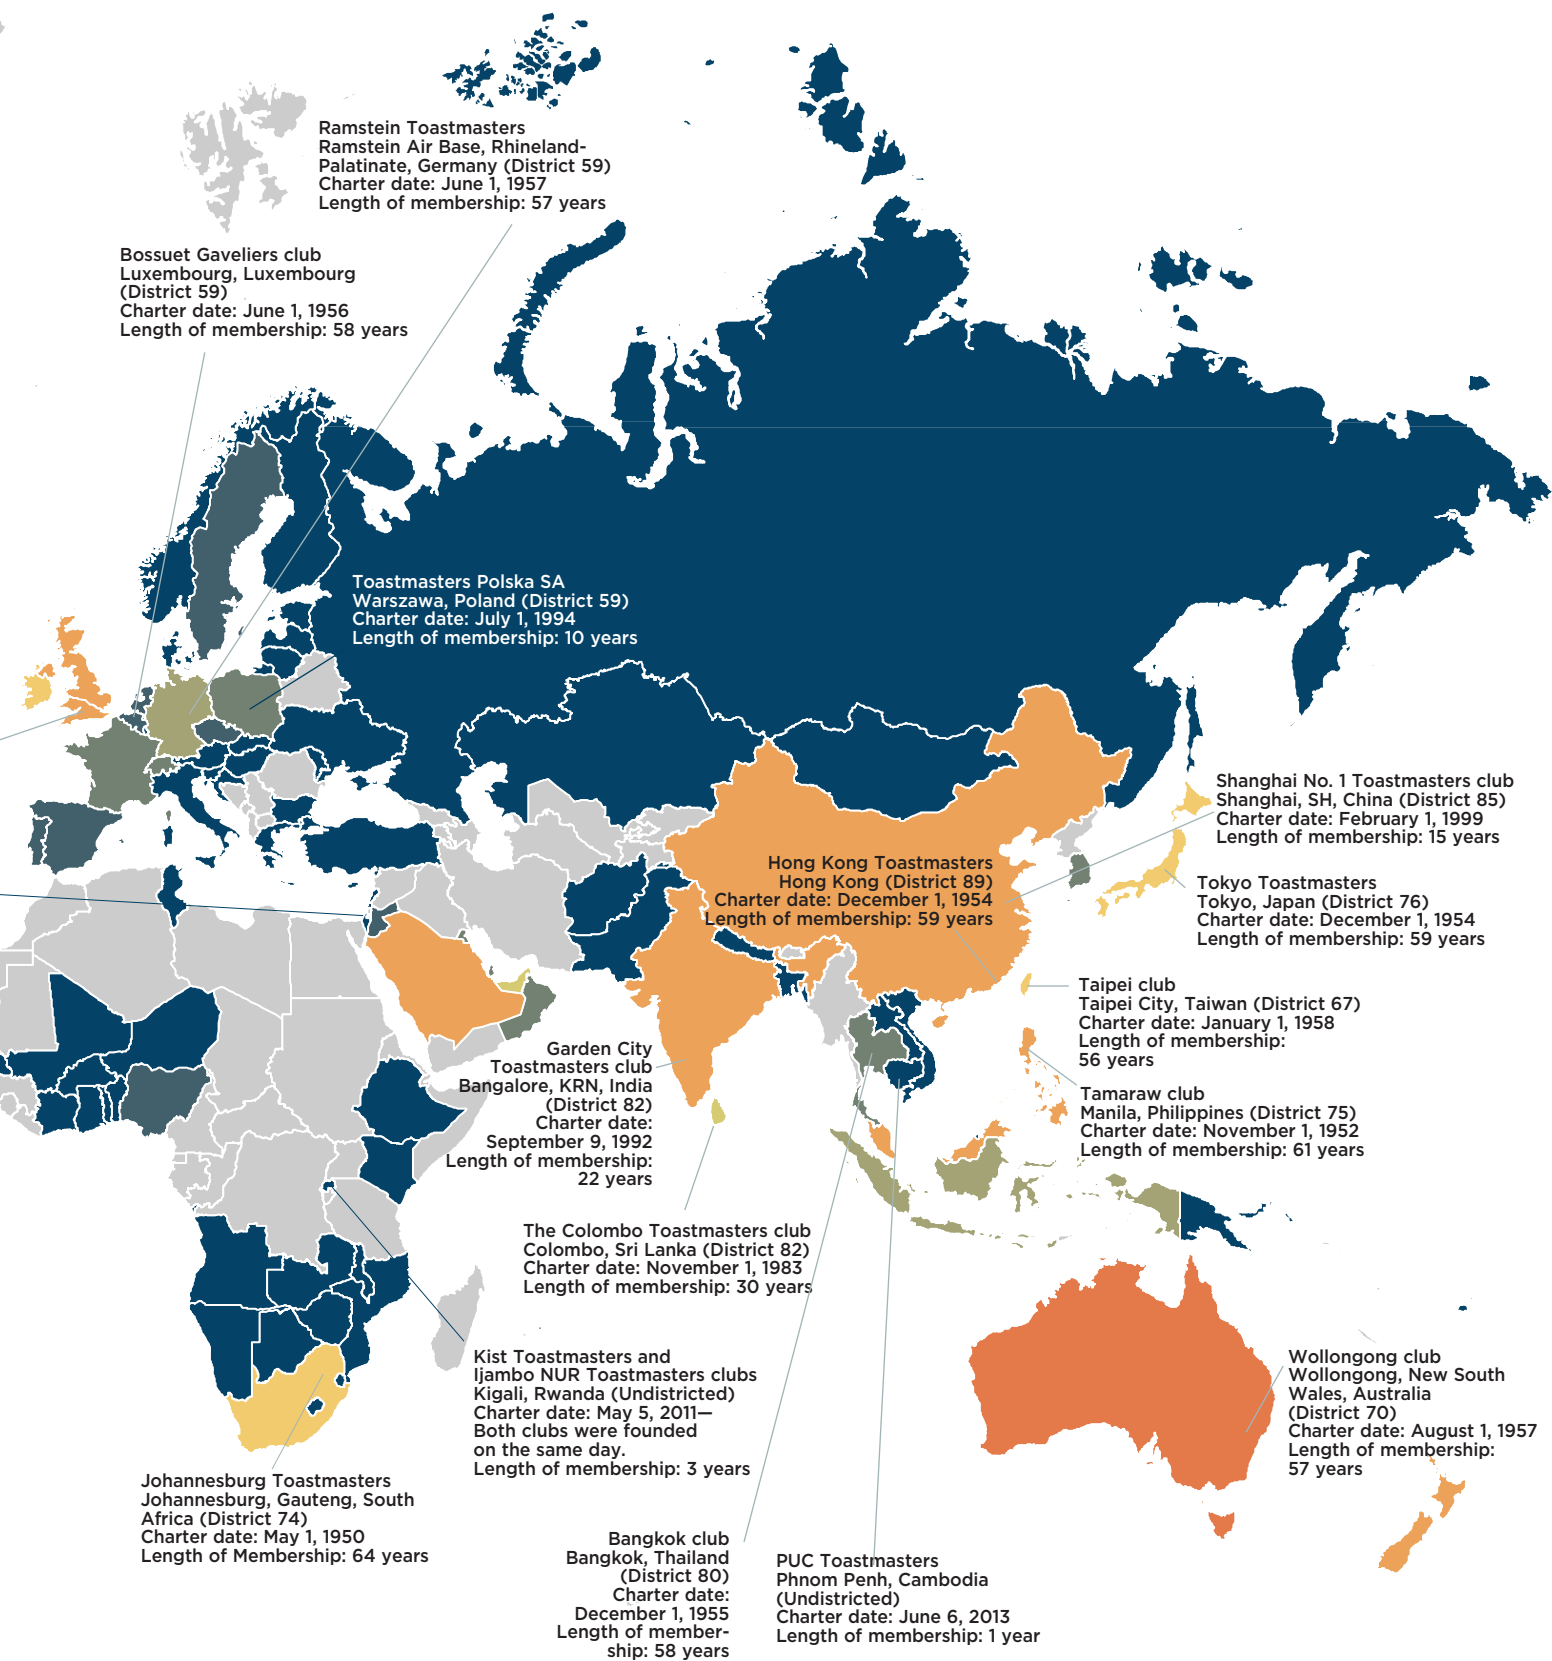 Ramstein Toastmasters
Ramstein Air Base, Rhineland-
Palatinate, Germany (District 59)
Charter date: June 1, 1957
Length of membership: 57 years
Bossuet Gaveliers club
Luxembourg, Luxembourg
(District 59)
Charter date: June 1, 1956
Length of membership: 58 years
Toastmasters Polska SA
Warszawa, Poland (District 59)
Charter date: July 1, 1994
Length of membership: 10 years
Shanghai No. 1 Toastmasters club
Shanghai, SH, China (District 85)
Charter date: February 1, 1999
Length of membership: 15 years
Hong Kong Toastmasters
Hong Kong (District 89)
Charter date: December 1, 1954
Length of membership: 59 years
Tokyo Toastmasters
Tokyo, Japan (District 76)
Charter date: December 1, 1954
Length of membership: 59 years
Taipei club
Taipei City, Taiwan (District 67)
Charter date: January 1, 1958
Length of membership:
56 years
Garden City
Toastmasters club
Bangalore, KRN, India
(District 82)
Charter date:
September 9, 1992
Length of membership:
22 years
Tamaraw club
Manila, Philippines (District 75)
Charter date: November 1, 1952
Length of membership: 61 years
The Colombo Toastmasters club
Colombo, Sri Lanka (District 82)
Charter date: November 1, 1983
Length of membership: 30 years
Kist Toastmasters and
Ijambo NUR Toastmasters clubs
Kigali, Rwanda (Undistricted)
Charter date: May 5, 2011—
Both clubs were founded
on the same day.
Length of membership: 3 years
Wollongong club
Wollongong, New South
Wales, Australia
(District 70)
Charter date: August 1, 1957
Length of membership:
57 years
Johannesburg Toastmasters
Johannesburg, Gauteng, South
Africa (District 74)
Charter date: May 1, 1950
Length of Membership: 64 years
Bangkok club
Bangkok, Thailand
(District 80)
Charter date:
December 1, 1955
Length of member-
ship: 58 years
PUC Toastmasters
Phnom Penh, Cambodia
(Undistricted)
Charter date: June 6, 2013
Length of membership: 1 year